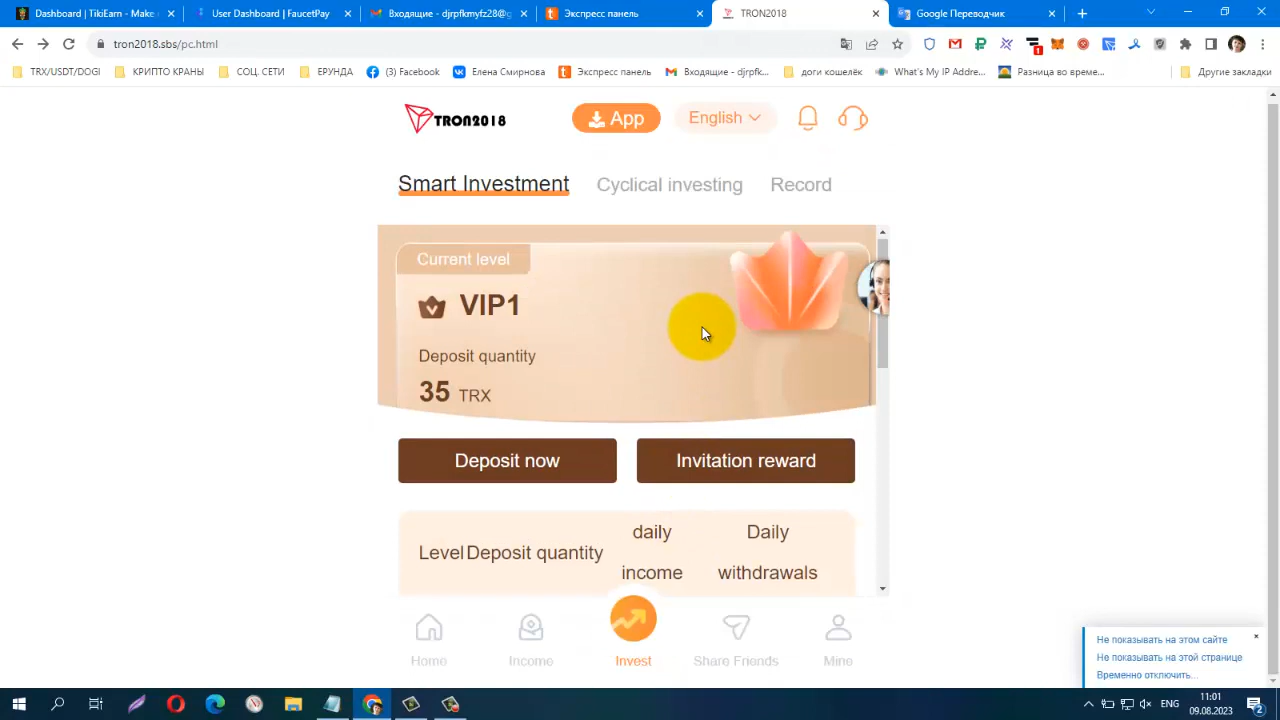 Dashboard | TikiEarn - Make
User Dashboard | FaucetPay
Входящие - djrpfkmyfz28@g
Экспресс панель
TRON2018
Google Переводчик
tron2018.sbs/pc.html
1
TRX/USDT/DOGI
КРИПТО КРАНЫ
СОЦ. СЕТИ
ЕРУНДА
(3) Facebook
Елена Смирнова
Экспресс панель
Входящие - djrpfk...
доги кошелёк
What's My IP Addre...
Разница во време...
Другие закладки
TRON2018
App
English
Smart Investment
Cyclical investing
Record
Current level
VIP1
Deposit quantity
35 TRX
Deposit now
Invitation reward
Level
Deposit quantity
daily
income
Daily
withdrawals
Home
Income
Invest
Share Friends
Mine
Не показывать на этом сайте
Не показывать на этой странице
Временно отключить...
ENG
11:01
09.08.2023
2